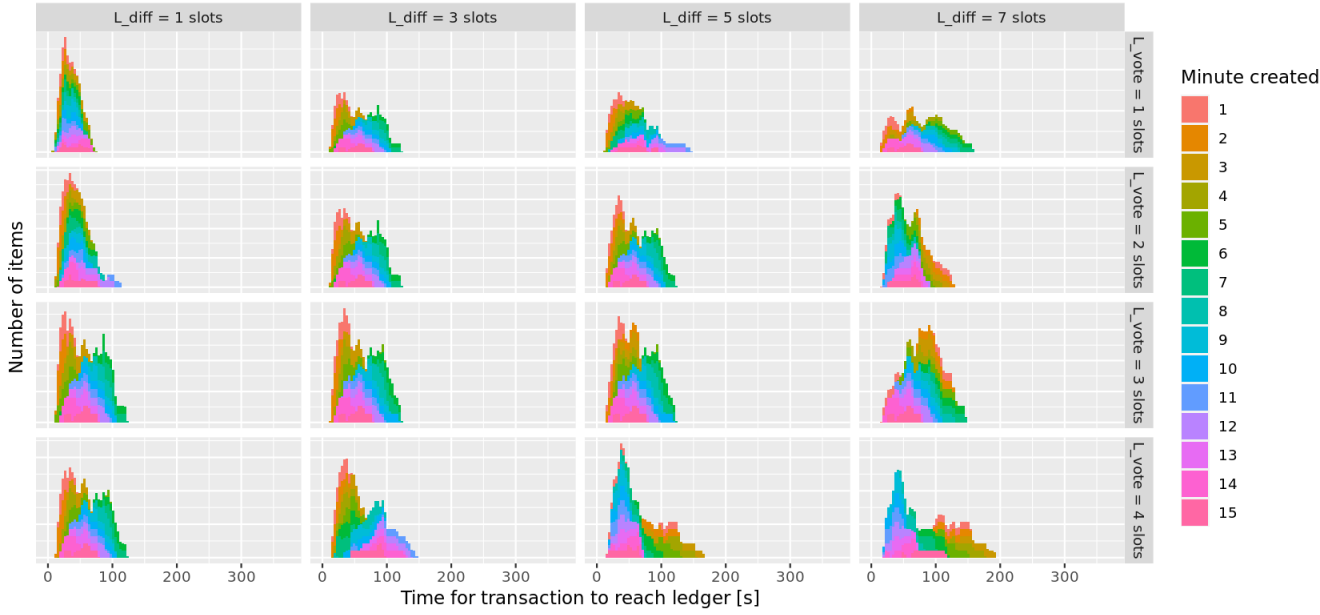 L_diff = 1 slots
L_diff = 3 slots
L_diff = 5 slots
L_diff = 7 slots
L_vote = 1 slots
L_vote = 2 slots
L_vote = 3 slots
L_vote = 4 slots
Number of items
0
100
200
300
0
100
200
300
0
100
200
300
0
100
200
300
Time for transaction to reach ledger [s]
Minute created
1
2
3
4
5
6
7
8
9
10
11
12
13
14
15